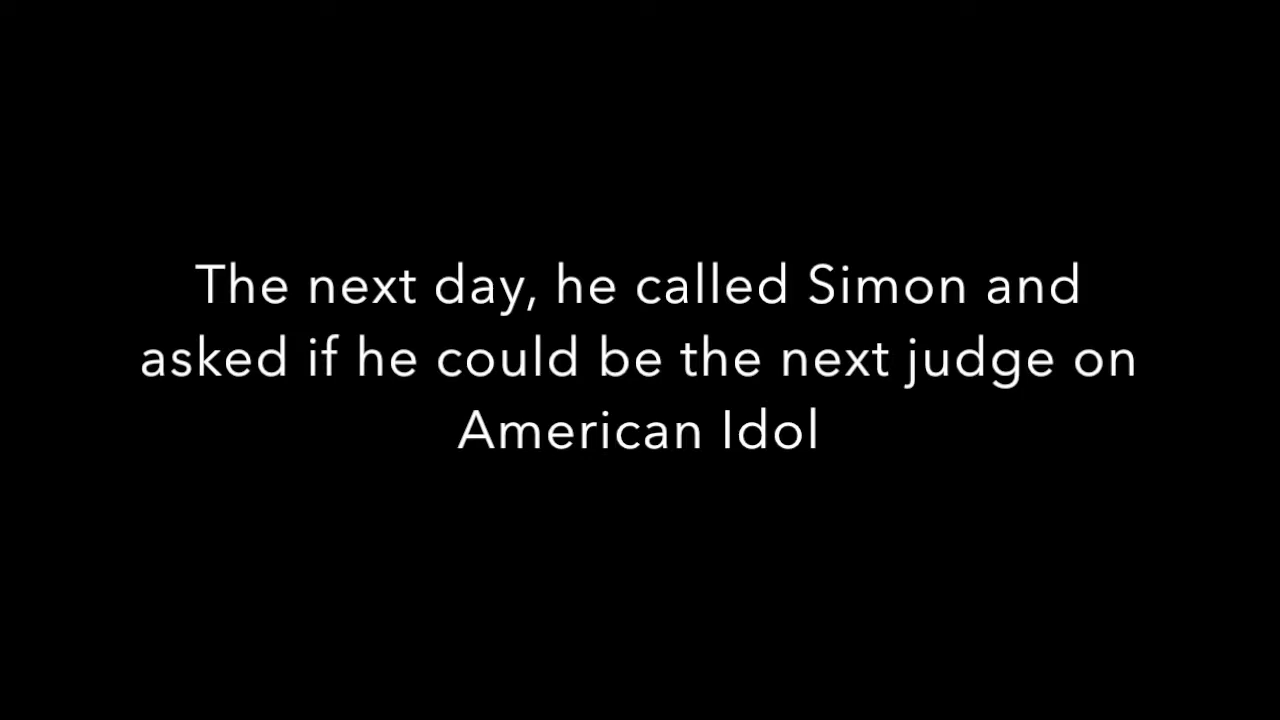 The next day, he called Simon and
asked if he could be the next judge on
American Idol